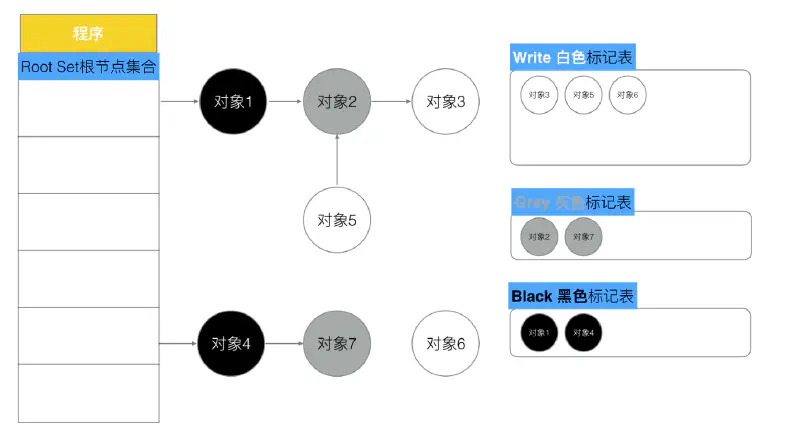 程序
Root Set根节点集合
对象1
对象2
对象3
对象5
对象4
对象7
对象6
Write 白色标记表
对象3
对象5
对象6
Grey 灰色标记表
对象2
对象7
Black 黑色标记表
对象1
对象4